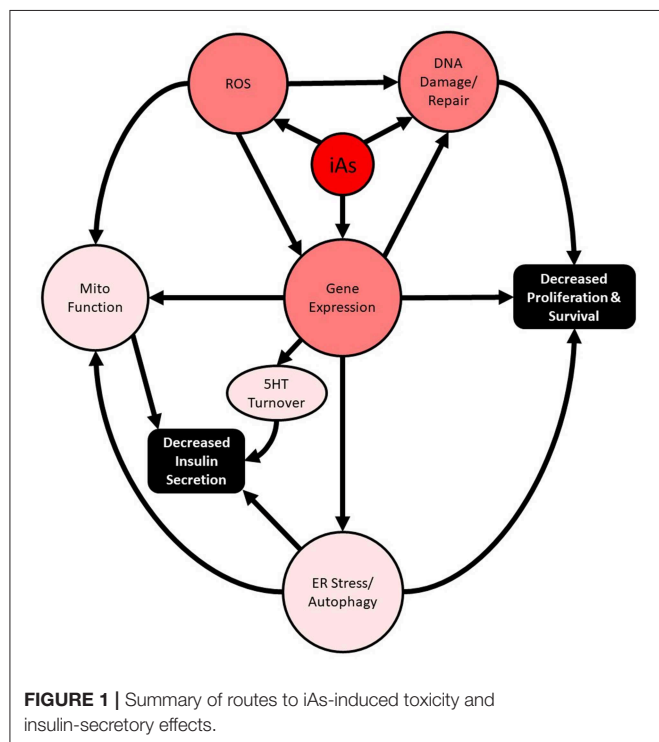 ROS
DNA
Damage/
Repair
iAs
Mito
Function
Gene
Expression
Decreased
Proliferation &
Survival
5HT
Turnover
Decreased
Insulin
Secretion
ER Stress/
Autophagy
FIGURE 1 | Summary of routes to iAs-induced toxicity and
insulin-secretory effects.